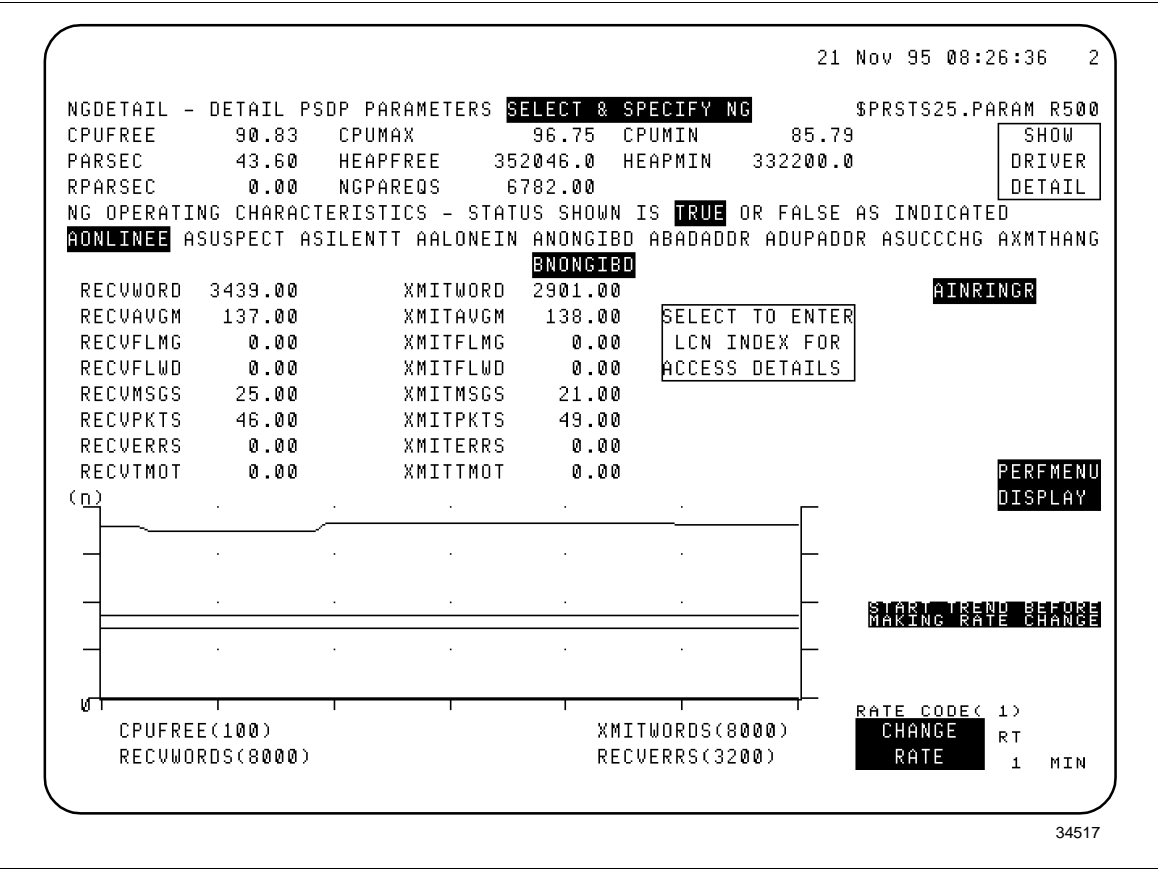 21 Nov 95 08:26:36 2
NGDETAIL - DETAIL PSDP PARAMETERS SELECT & SPECIFY NG $PRSTS25.PARAM R500
CPUFREE 90.83 CPUMAX 96.75 CPUMIN 85.79 SHOW
PARSEC 43.60 HEAPFREE 352046.0 HEAPMIN 332200.0 DRIVER
RPARSEC 0.00 NGPAREQS 6782.00 DETAIL
NG OPERATING CHARACTERISTICS - STATUS SHOWN IS TRUE OR FALSE AS INDICATED
AONLINEE ASUSPECT ASILENTT AALONEIN ANONGIBD ABADADDR ADUPADDR ASUCCCHG AXMTHANG
BNONGIBD
RECVWORD 3439.00 XMITWORD 2901.00 AINRINGR
RECVAVGM 137.00 XMITAVGM 138.00 SELECT TO ENTER
RECVFLMG 0.00 XMITFLMG 0.00 LCN INDEX FOR
RECVFLWD 0.00 XMITFLWD 0.00 ACCESS DETAILS
RECVMSGS 25.00 XMITMSGS 21.00
RECVPKTS 46.00 XMITPKTS 49.00
RECVERRS 0.00 XMITERRS 0.00
RECVTMOT 0.00 XMITTMOT 0.00 PERFMENU
(n) DISPLAY
START TREND BEFORE
MAKING RATE CHANGE
0
RATE CODE( 1)
CPUFREE(100) XMITWORDS(8000) CHANGE RT
RECVWORDS(8000) RECVERRS(3200) RATE 1 MIN
34517